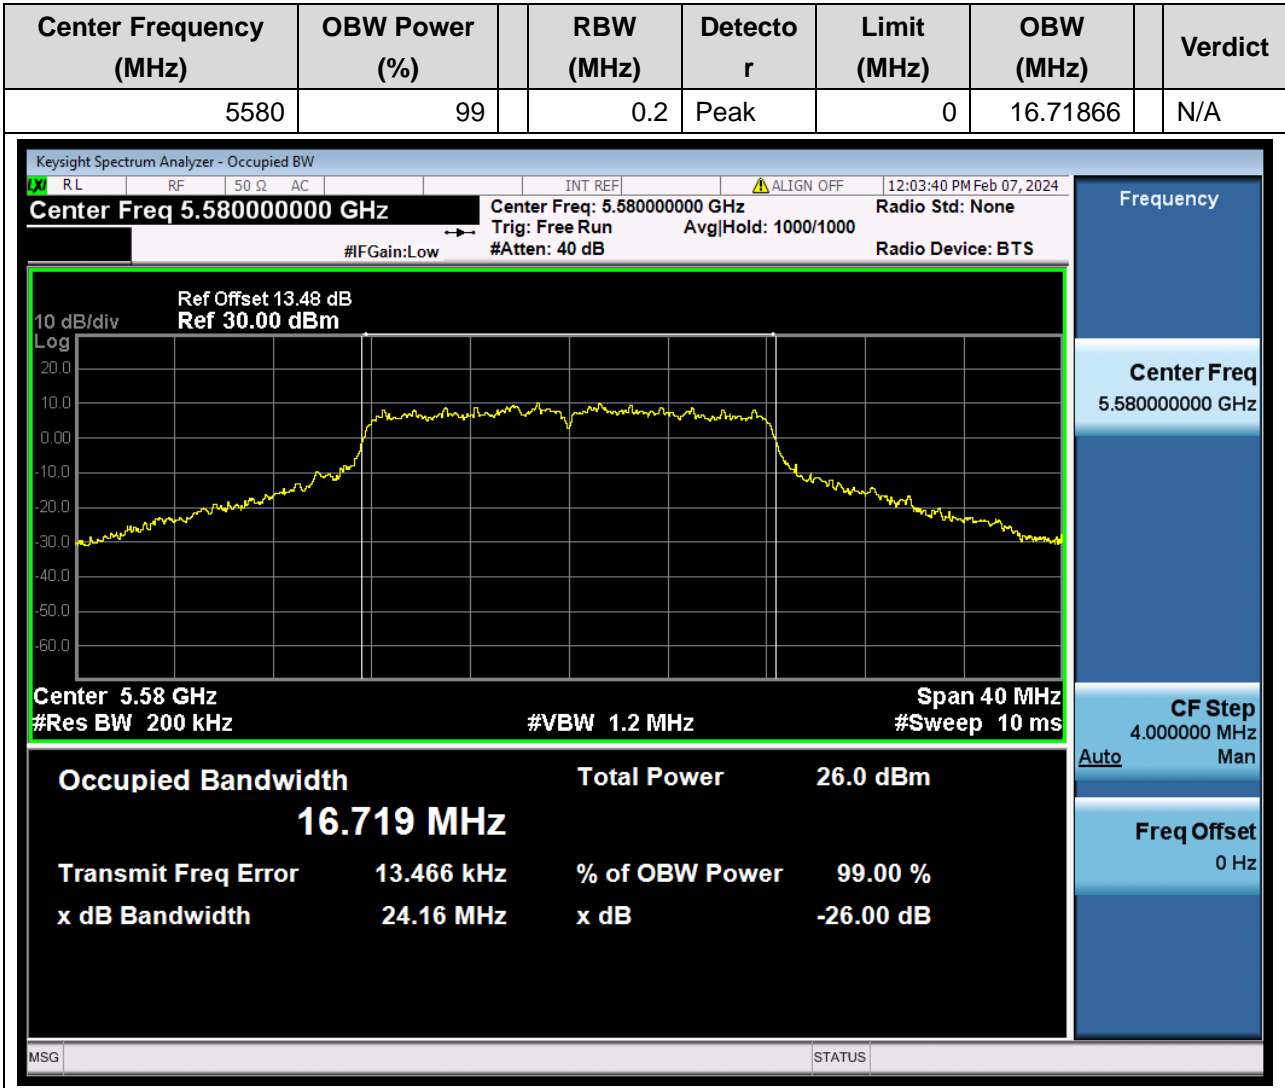 Center Frequency (MHz) OBW Power (%) RBW (MHz) Detecto r Limit (MHz) OBW (MHz) Verdict
5580 99 0.2 Peak 0 16.71866 N/A
Keysight Spectrum Analyzer - Occupied BW
LXI RL RF 50 Ω AC INT REF ALIGN OFF 12:03:40 PM Feb 07, 2024
Center Freq 5.580000000 GHz Center Freq: 5.580000000 GHz Radio Std: None
Trig: Free Run Avg|Hold: 1000/1000
#IFGain:Low #Atten: 40 dB Radio Device: BTS
Ref Offset 13.48 dB
10 dB/div Ref 30.00 dBm
Log
20.0
10.0
0.00
-10.0
-20.0
-30.0
-40.0
-50.0
-60.0
Center 5.58 GHz Span 40 MHz
#Res BW 200 kHz #VBW 1.2 MHz #Sweep 10 ms
Occupied Bandwidth Total Power 26.0 dBm
16.719 MHz
Transmit Freq Error 13.466 kHz % of OBW Power 99.00 %
x dB Bandwidth 24.16 MHz x dB -26.00 dB
Frequency
Center Freq
5.580000000 GHz
CF Step
4.000000 MHz
Auto Man
Freq Offset
0 Hz
MSG STATUS